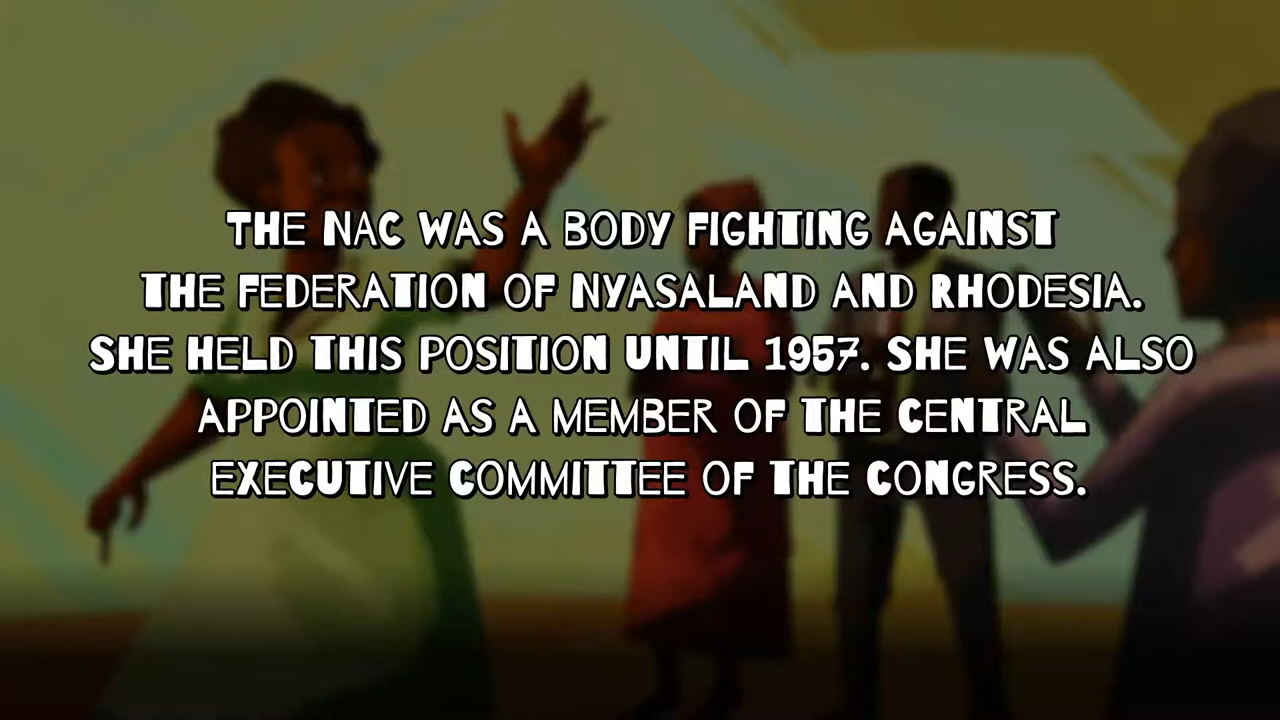 THE NAC WAS A BODY FIGHTING AGAINST
THE FEDERATION OF NYASALAND AND RHODESIA.
SHE HELD THIS POSITION UNTIL 1957. SHE WAS ALSO
APPOINTED AS A MEMBER OF THE CENTRAL
EXECUTIVE COMMITTEE OF THE CONGRESS.